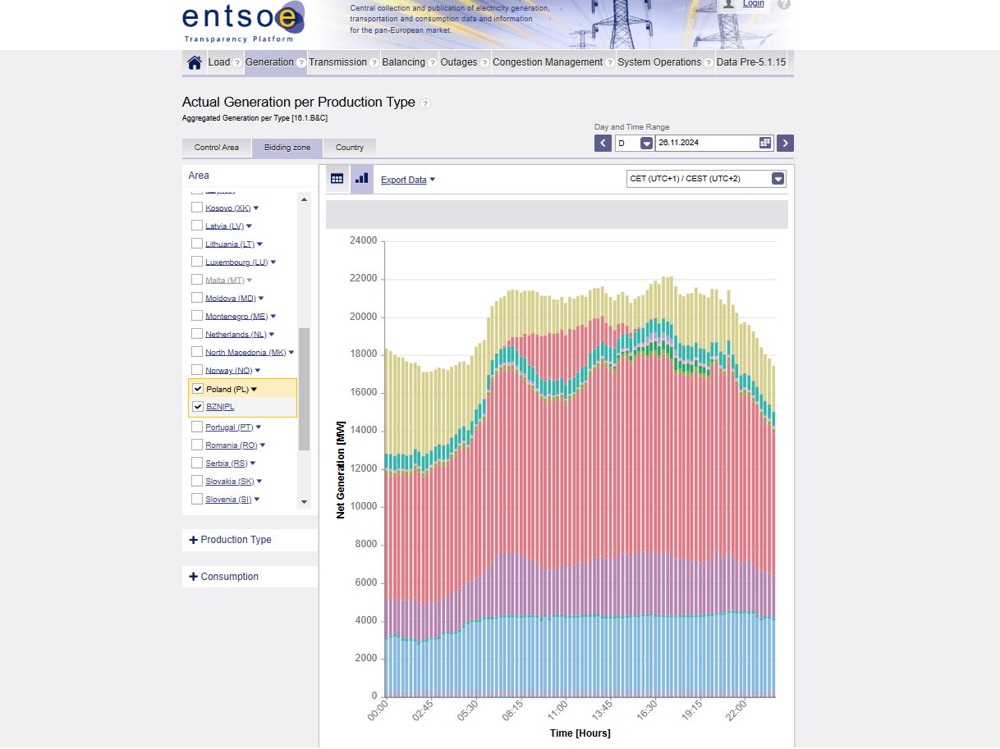 entsoe
Transparency Platform
Central collection and publication of electricity generation,
transportation and consumption data and information
for the pan-European market.
Login
?
Load ? Generation ? Transmission ? Balancing ? Outages ? Congestion Management ? System Operations ? Data Pre-5.1.15
Actual Generation per Production Type ?
Aggregated Generation per Type [16.1.B&C]
Day and Time Range
D 26.11.2024
Control Area Bidding zone Country
Area
Kosovo (XK)
Latvia (LV)
Lithuania (LT)
Luxembourg (LU)
Malta (MT)
Moldova (MD)
Montenegro (ME)
Netherlands (NL)
North Macedonia (MK)
Norway (NO)
Poland (PL)
BZN|PL
Portugal (PT)
Romania (RO)
Serbia (RS)
Slovakia (SK)
Slovenia (SI)
+ Production Type
+ Consumption
Export Data
CET (UTC+1) / CEST (UTC+2)
24000
22000
20000
18000
16000
14000
12000
10000
8000
6000
4000
2000
0
Net Generation [MW]
00:00 02:45 05:30 08:15 11:00 13:45 16:30 19:15 22:00
Time [Hours]